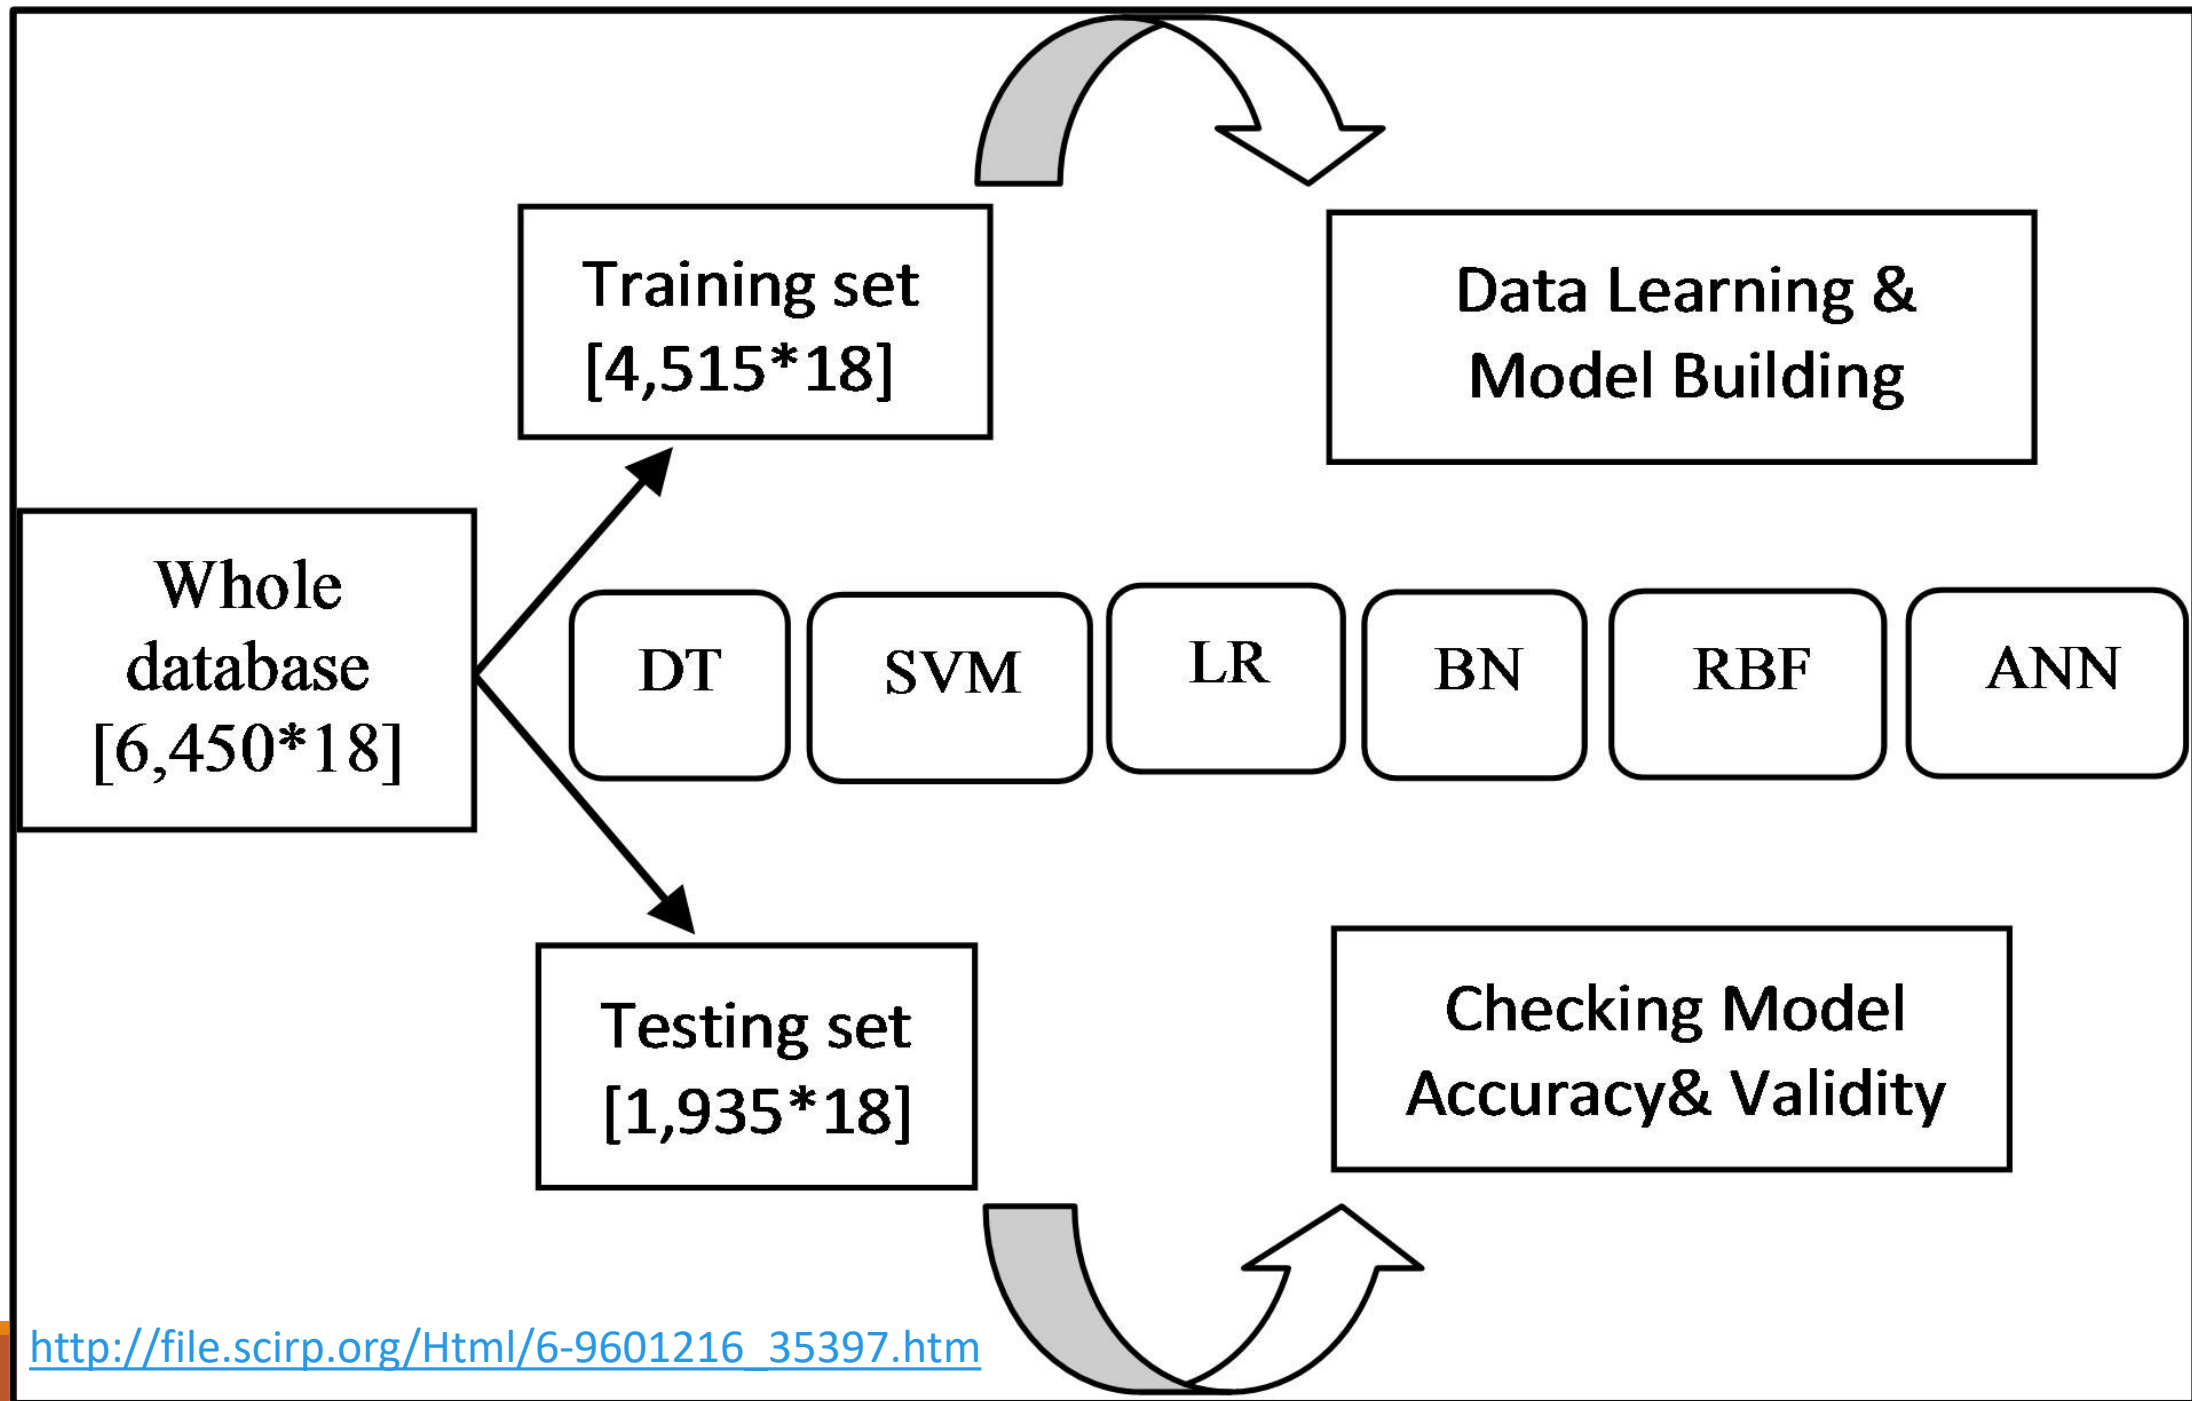 Training set
[4,515*18]
Data Learning &
Model Building
Whole
database
[6,450*18]
DT
SVM
LR
BN
RBF
ANN
Testing set
[1,935*18]
Checking Model
Accuracy& Validity
http://file.scirp.org/Html/6-9601216_35397.htm